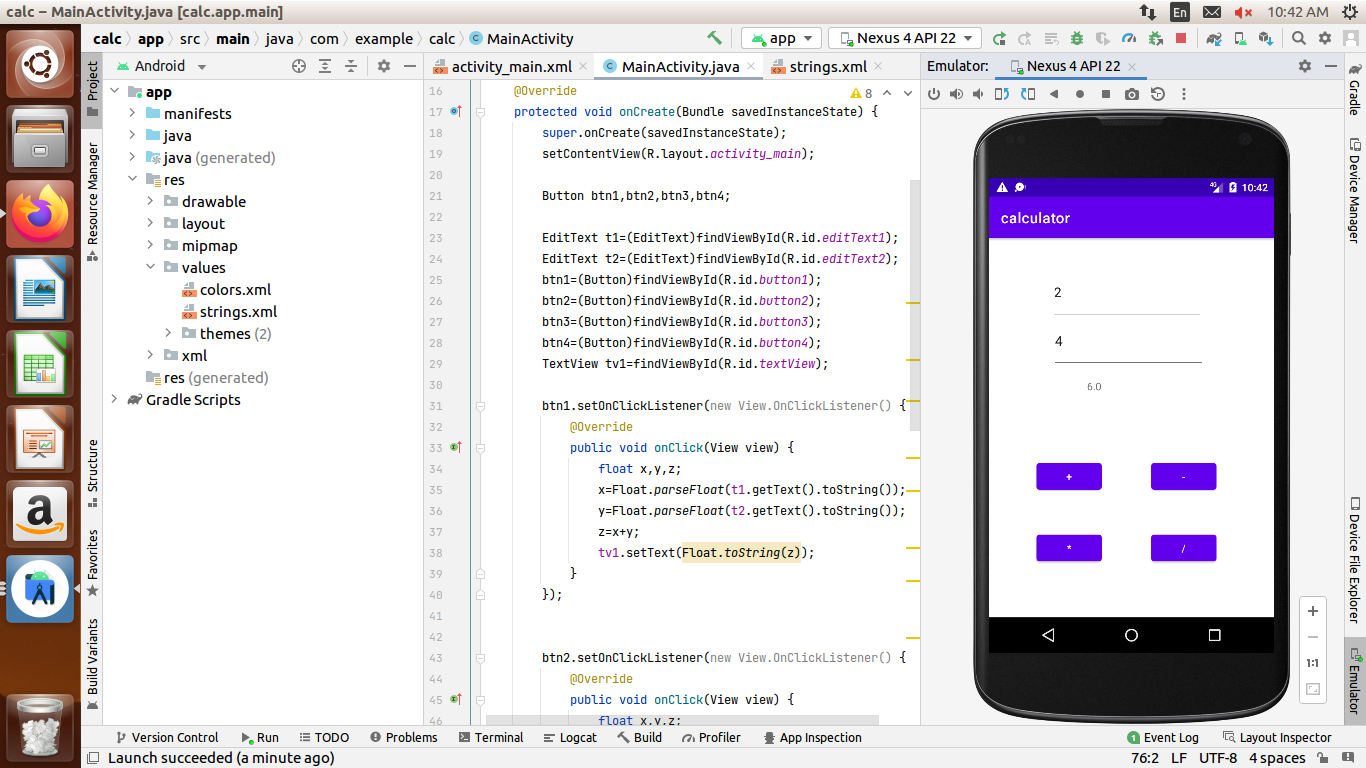 calc – MainActivity.java [calc.app.main]
En
10:42 AM
calc app src main java com example calc MainActivity
app
Nexus 4 API 22
Project
Resource Manager
Structure
Favorites
Build Variants
Android
app
manifests
java
java (generated)
res
drawable
layout
mipmap
values
colors.xml
strings.xml
themes (2)
xml
res (generated)
Gradle Scripts
activity_main.xml
MainActivity.java
strings.xml
8
16 @Override
17 protected void onCreate(Bundle savedInstanceState) {
18 super.onCreate(savedInstanceState);
19 setContentView(R.layout.activity_main);
20
21 Button btn1,btn2,btn3,btn4;
22
23 EditText t1=(EditText)findViewById(R.id.editText1);
24 EditText t2=(EditText)findViewById(R.id.editText2);
25 btn1=(Button)findViewById(R.id.button1);
26 btn2=(Button)findViewById(R.id.button2);
27 btn3=(Button)findViewById(R.id.button3);
28 btn4=(Button)findViewById(R.id.button4);
29 TextView tv1=findViewById(R.id.textView);
30
31 btn1.setOnClickListener(new View.OnClickListener() {
32 @Override
33 public void onClick(View view) {
34 float x,y,z;
35 x=Float.parseFloat(t1.getText().toString());
36 y=Float.parseFloat(t2.getText().toString());
37 z=x+y;
38 tv1.setText(Float.toString(z));
39 }
40 });
41
42
43 btn2.setOnClickListener(new View.OnClickListener() {
44 @Override
45 public void onClick(View view) {
46 float x,y,z;
Emulator:
Nexus 4 API 22
4G
10:42
calculator
2
4
6.0
+
-
*
/
1:1
Gradle
Device Manager
Device File Explorer
Emulator
Version Control
Run
TODO
Problems
Terminal
Logcat
Build
Profiler
App Inspection
1 Event Log
Layout Inspector
Launch succeeded (a minute ago)
76:2 LF UTF-8 4 spaces